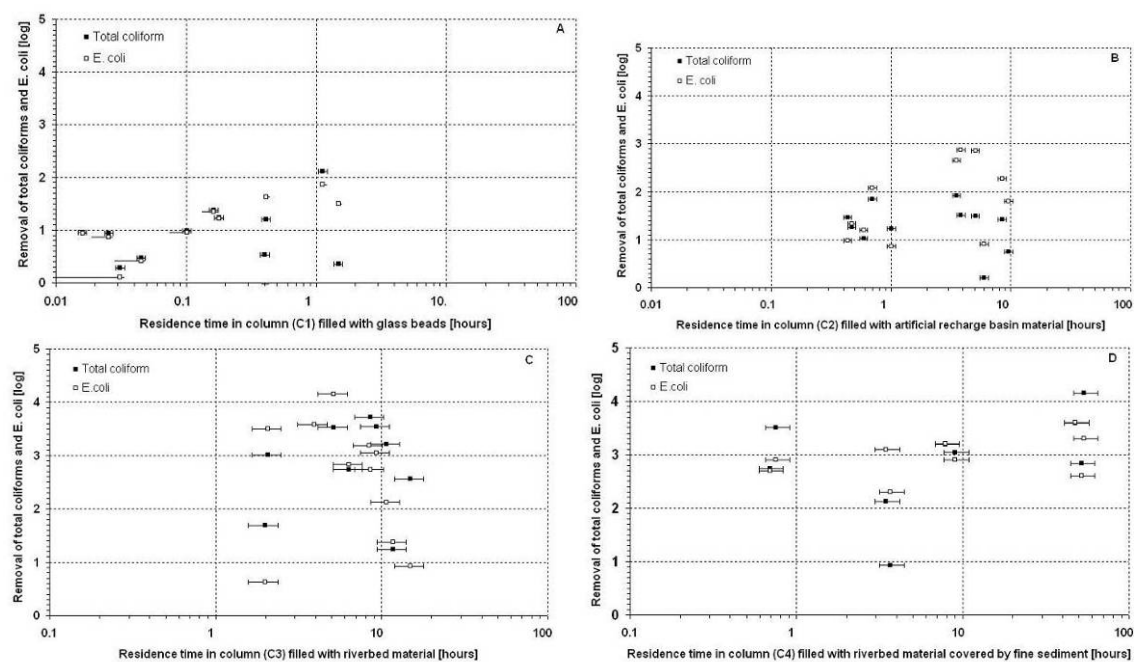 A
Total coliform
E. coli
Removal of total coliforms and E. coli [log]
5
4
3
2
1
0
0.01 0.1 1 10 100
Residence time in column (C1) filled with glass beads [hours]
B
Total coliform
E. coli
Removal of total coliforms and E. coli [log]
5
4
3
2
1
0
0.01 0.1 1 10 100
Residence time in column (C2) filled with artificial recharge basin material [hours]
C
Total coliform
E.coli
Removal of total coliforms and E. coli [log]
5
4
3
2
1
0
0.1 1 10 100
Residence time in column (C3) filled with riverbed material [hours]
D
Total coliform
E.coli
Removal of total coliforms and E. coli [log]
5
4
3
2
1
0
0.1 1 10 100
Residence time in column (C4) filled with riverbed material covered by fine sediment [hours]